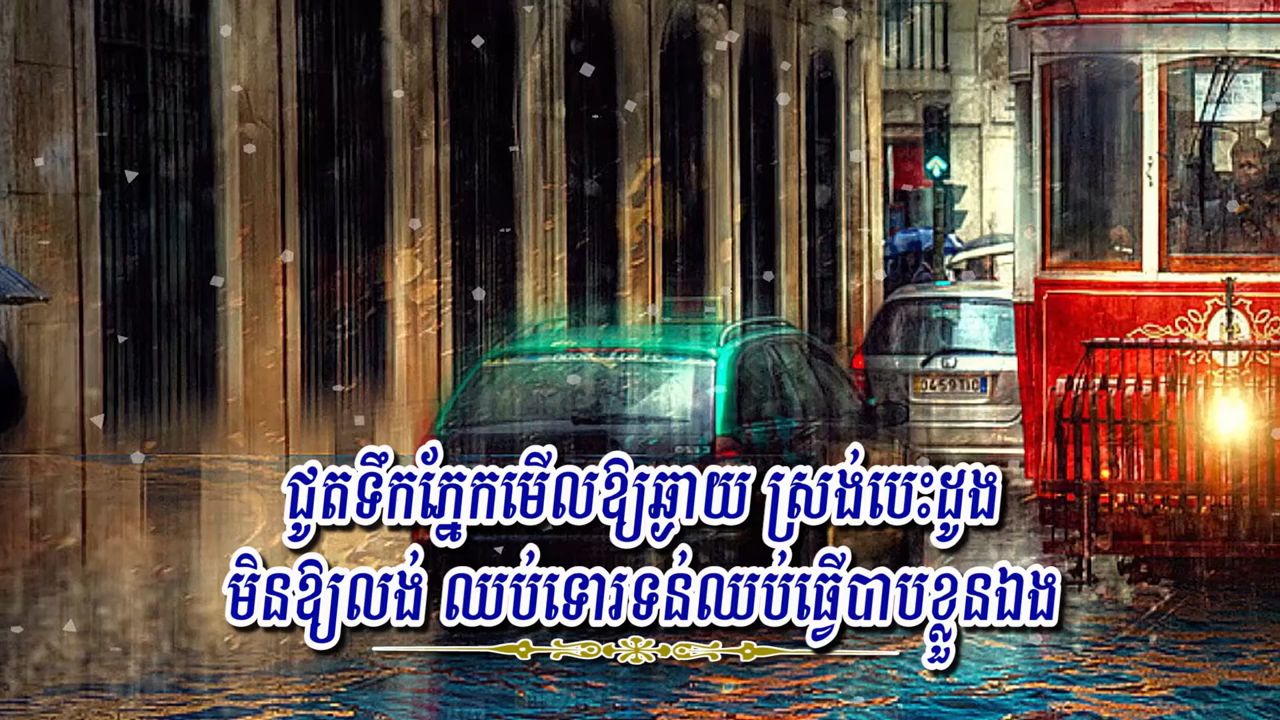 ជូតទឹកភ្នែកមើលឱ្យឆ្ងាយ ស្រង់បេះដូង
មិនឱ្យលង់ ឈប់ទោរទន់ឈប់ធ្វើបាបខ្លួនឯង